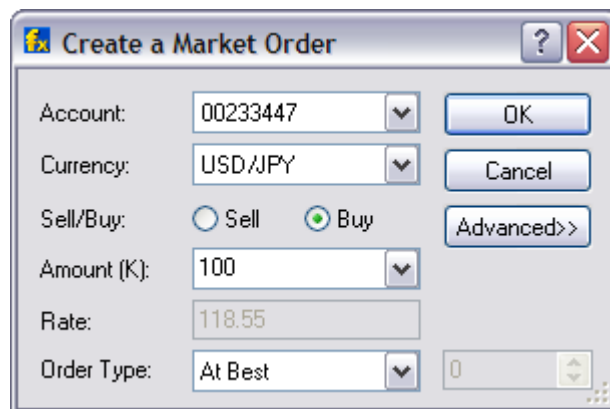 fx Create a Market Order ?
Account: 00233447 OK
Currency: USD/JPY Cancel
Sell/Buy: Sell Buy Advanced>>
Amount (K): 100
Rate: 118.55
Order Type: At Best 0